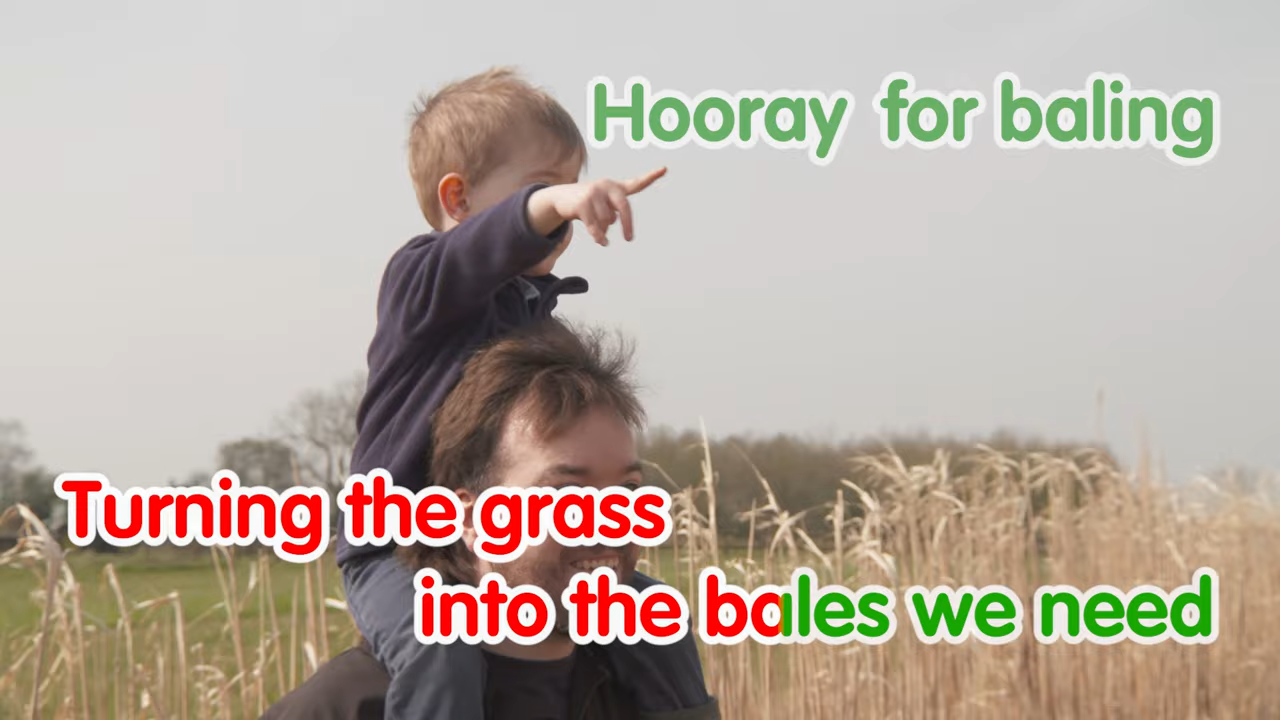 Hooray for baling
Turning the grass
into the bales we need